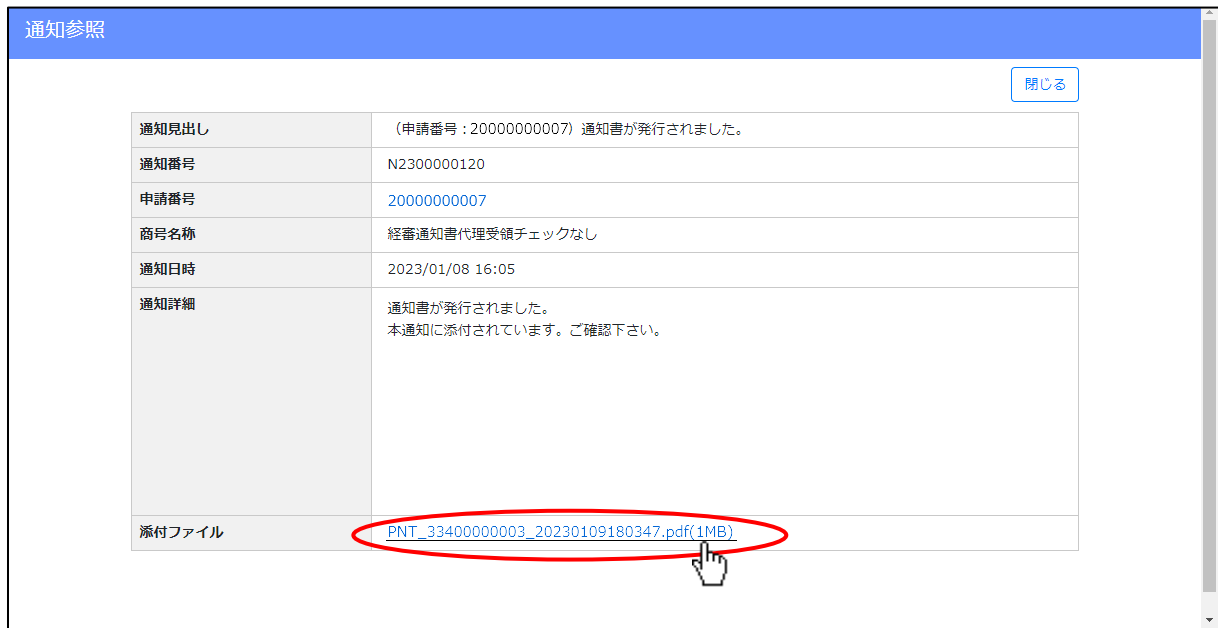 通知参照
閉じる
通知見出し
（申請番号：20000000007）通知書が発行されました。
通知番号
N2300000120
申請番号
20000000007
商号名称
経審通知書代理受領チェックなし
通知日時
2023/01/08 16:05
通知詳細
通知書が発行されました。
本通知に添付されています。ご確認下さい。
添付ファイル
PNT_33400000003_20230109180347.pdf(1MB)